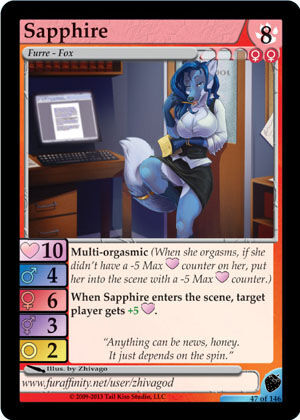 Sapphire
8
Furre - Fox
10
4
6
3
2
Multi-orgasmic (When she orgasms, if she
didn't have a -5 Max counter on her, put
her into the scene with a -5 Max counter.)
When Sapphire enters the scene, target
player gets +5 .
"Anything can be news, honey.
It just depends on the spin."
Illus. by Zhivago
www.furaffinity.net/user/zhivagod
© 2009-2013 Tail Kiss Studio, LLC
47 of 146